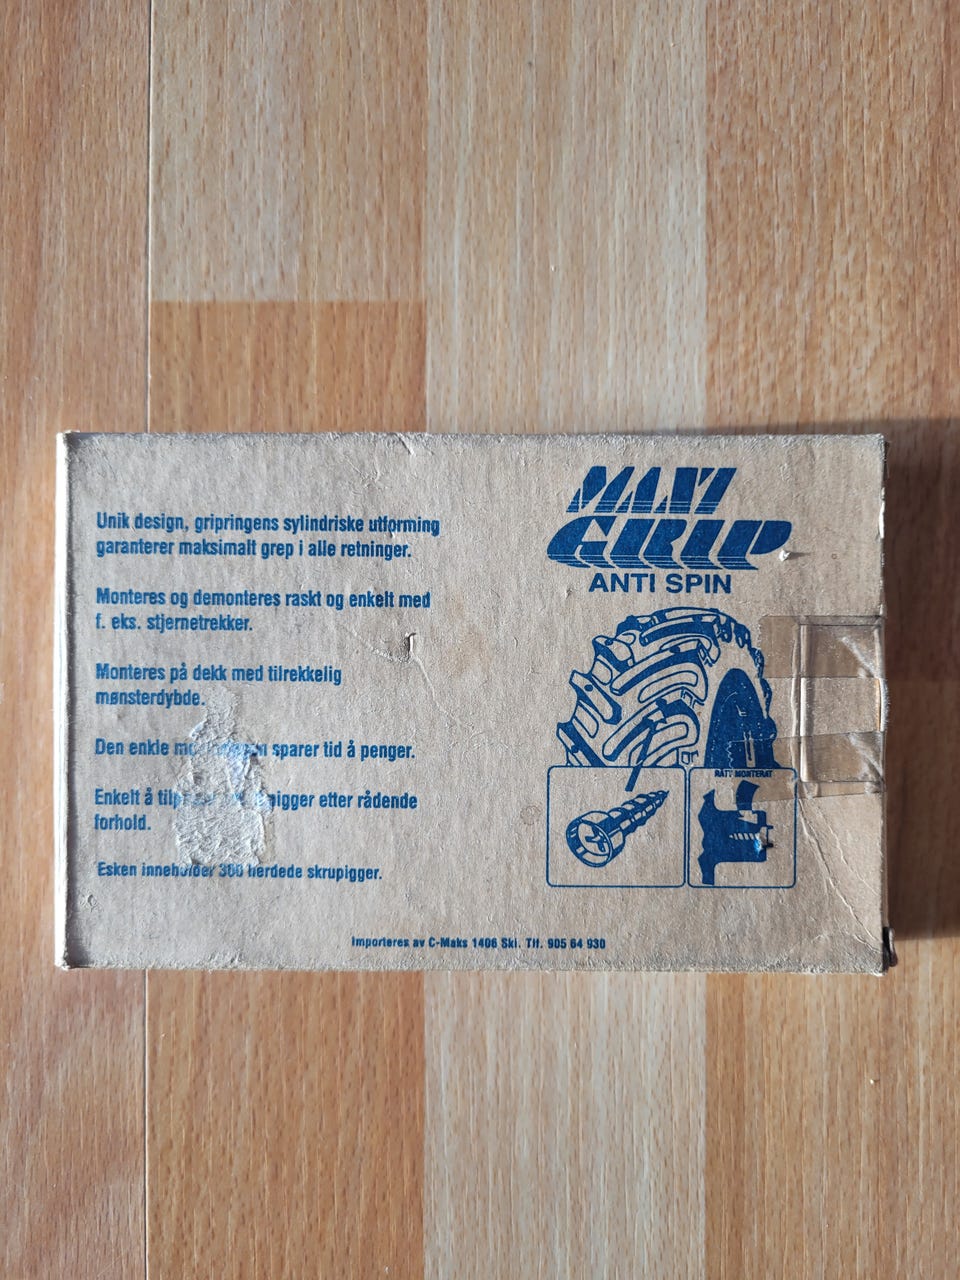 Unik design, gripringens sylindriske utforming
garanterer maksimalt grep i alle retninger.
Monteres og demonteres raskt og enkelt med
f. eks. stjernetrekker.
Monteres på dekk med tilrekkelig
mønsterdybde.
Den enkle sparer tid å penger.
Enkelt å etter rådende
forhold.
Esken inneholder 300 herdede skrupigger.
MAXI
GRIP
ANTI SPIN
RÄTT MONTERAT
Importeres av C-Maks 1406 Ski. Tlf. 905 64 930